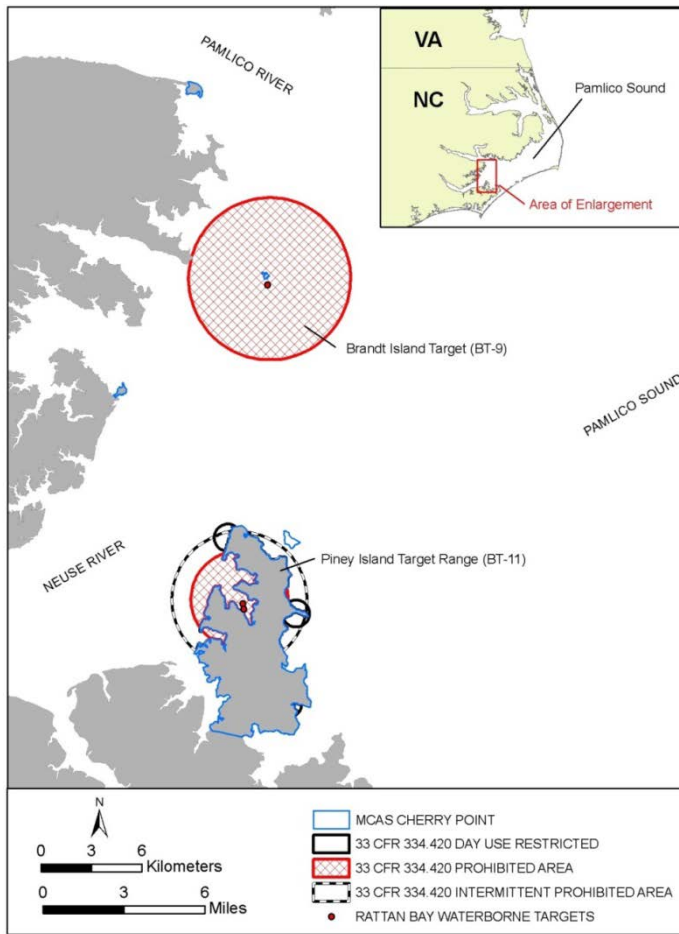 PAMLICO RIVER
VA
NC
Pamlico Sound
Area of Enlargement
Brandt Island Target (BT-9)
PAMLICO SOUND
NEUSE RIVER
Piney Island Target Range (BT-11)
N
0 3 6
Kilometers
0 3 6
Miles
MCAS CHERRY POINT
33 CFR 334.420 DAY USE RESTRICTED
33 CFR 334.420 PROHIBITED AREA
33 CFR 334.420 INTERMITTENT PROHIBITED AREA
RATTAN BAY WATERBORNE TARGETS